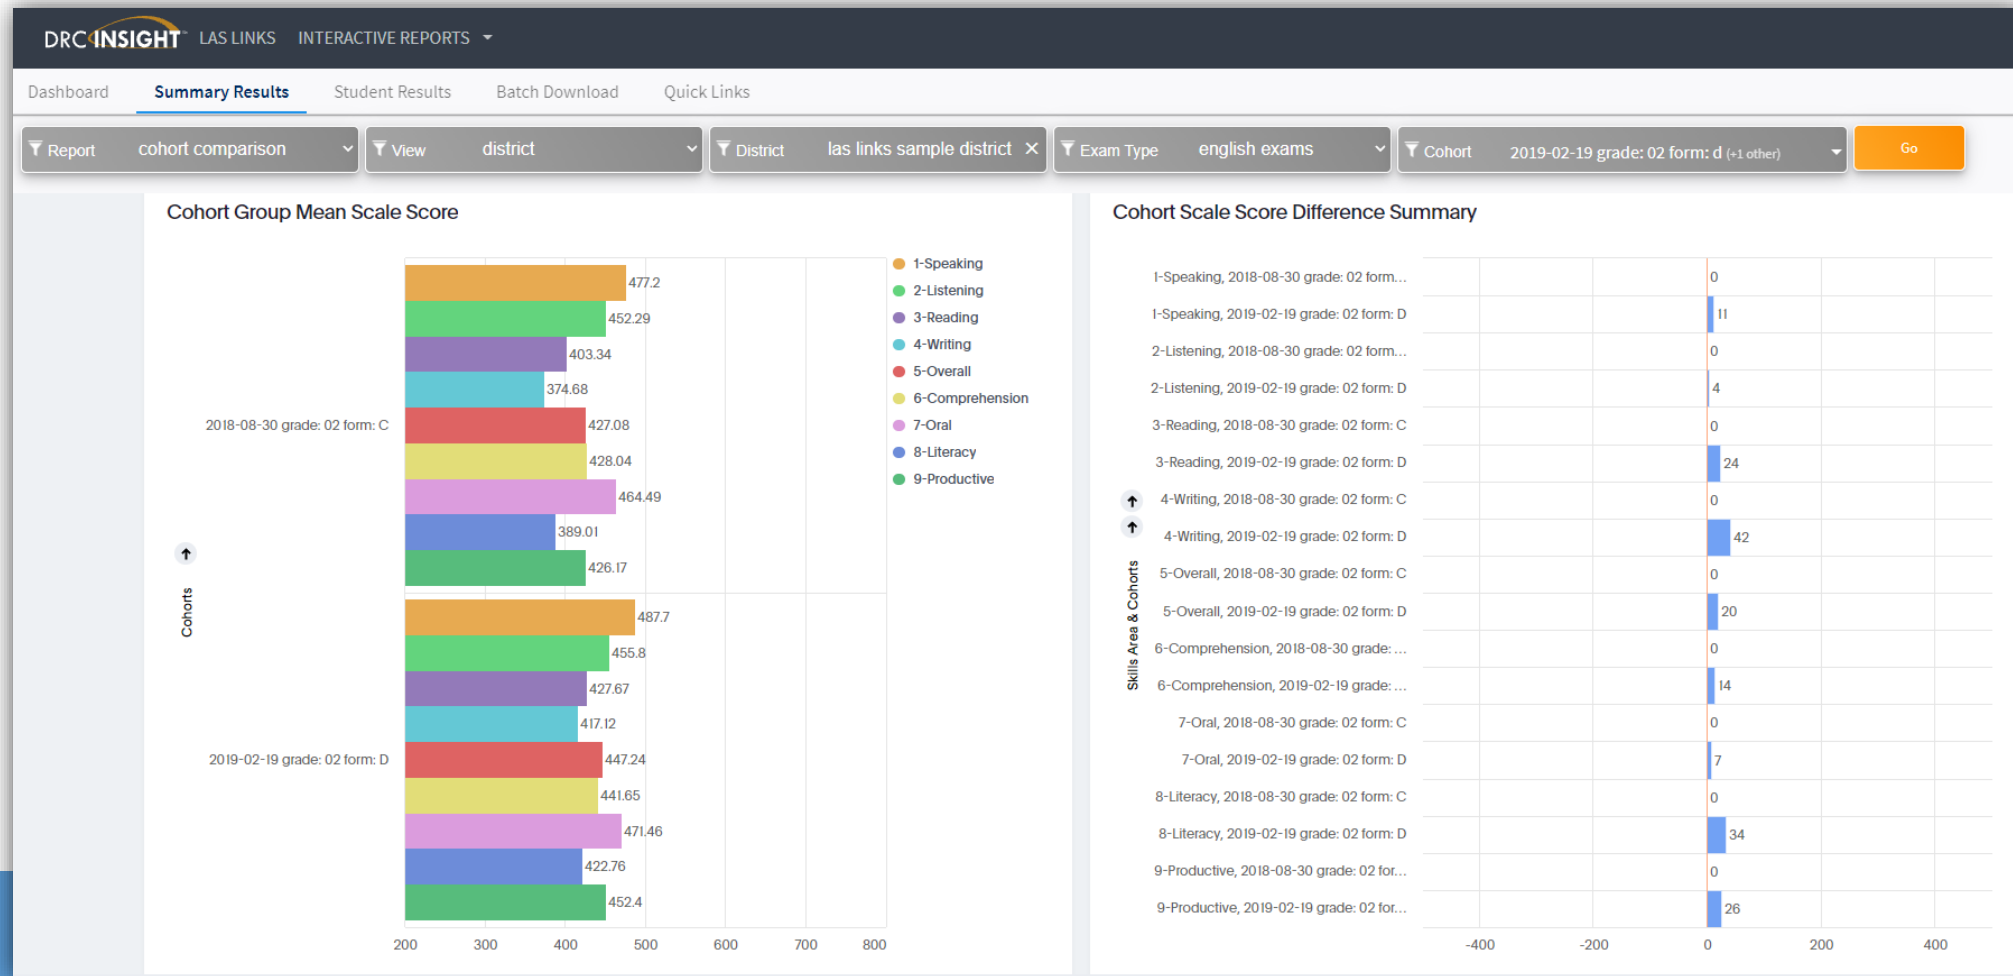 DRC INSIGHT LAS LINKS INTERACTIVE REPORTS
Dashboard Summary Results Student Results Batch Download Quick Links
Report cohort comparison View district District las links sample district Exam Type english exams Cohort 2019-02-19 grade: 02 form: d (+1 other) Go
Cohort Group Mean Scale Score
477.2
452.29
403.34
374.68
2018-08-30 grade: 02 form: C
427.08
428.04
464.49
389.01
426.17
Cohorts
487.7
455.8
427.67
417.12
2019-02-19 grade: 02 form: D
447.24
441.65
471.46
422.76
452.4
200 300 400 500 600 700 800
1-Speaking
2-Listening
3-Reading
4-Writing
5-Overall
6-Comprehension
7-Oral
8-Literacy
9-Productive
Cohort Scale Score Difference Summary
Skills Area & Cohorts
1-Speaking, 2018-08-30 grade: 02 form... 0
1-Speaking, 2019-02-19 grade: 02 form: D 11
2-Listening, 2018-08-30 grade: 02 form... 0
2-Listening, 2019-02-19 grade: 02 form: D 4
3-Reading, 2018-08-30 grade: 02 form: C 0
3-Reading, 2019-02-19 grade: 02 form: D 24
4-Writing, 2018-08-30 grade: 02 form: C 0
4-Writing, 2019-02-19 grade: 02 form: D 42
5-Overall, 2018-08-30 grade: 02 form: C 0
5-Overall, 2019-02-19 grade: 02 form: D 20
6-Comprehension, 2018-08-30 grade: ... 0
6-Comprehension, 2019-02-19 grade: ... 14
7-Oral, 2018-08-30 grade: 02 form: C 0
7-Oral, 2019-02-19 grade: 02 form: D 7
8-Literacy, 2018-08-30 grade: 02 form: C 0
8-Literacy, 2019-02-19 grade: 02 form: D 34
9-Productive, 2018-08-30 grade: 02 for... 0
9-Productive, 2019-02-19 grade: 02 for... 26
-400 -200 0 200 400